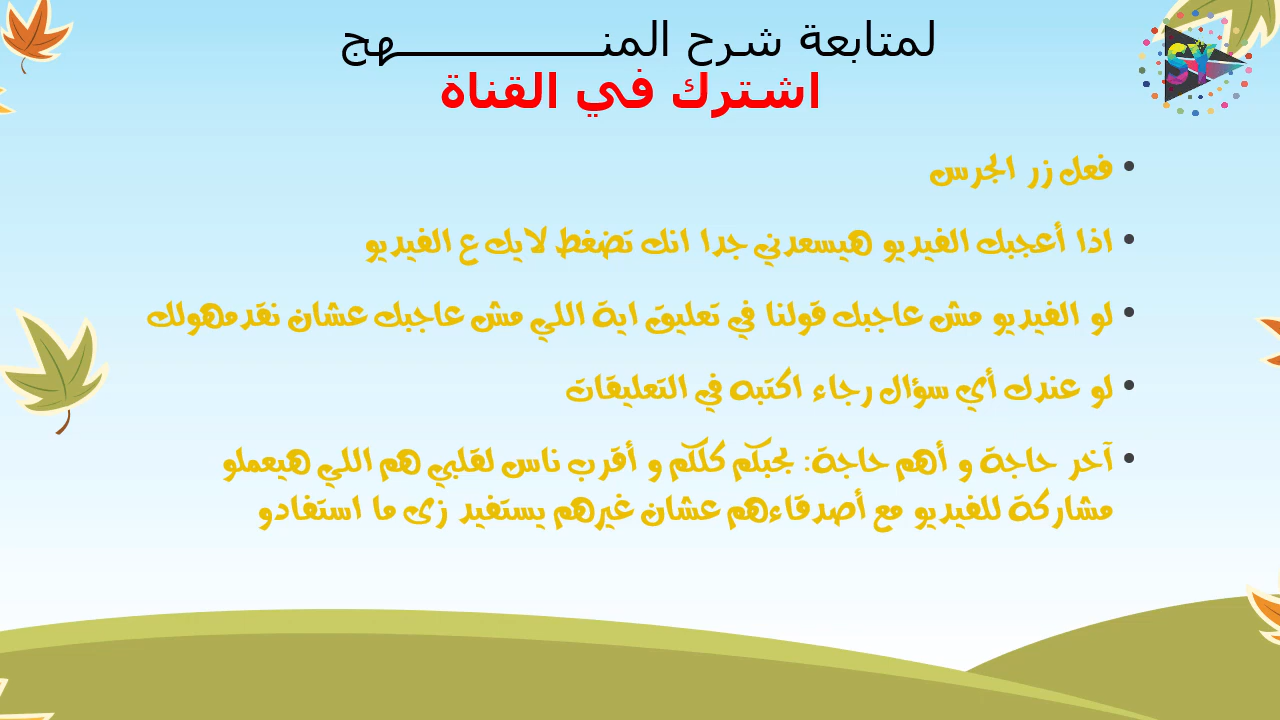 لمتابعة شرح المنـــــــــــــــــهج
اشترك في القناة
SY
• فعل زر الجرس
• اذا أعجبك الفيديو هيسعدني جدا انك تضغط لايك ع الفيديو
• لو الفيديو مش عاجبك قولنا في تعليق اية اللي مش عاجبك عشان نقدمهولك
• لو عندك أي سؤال رجاء اكتبه في التعليقات
• آخر حاجة و أهم حاجة: بحبكم كلكم و أقرب ناس لقلبي هم اللي هيعملو
مشاركة للفيديو مع أصدقاءهم عشان غيرهم يستفيد زى ما استفادو